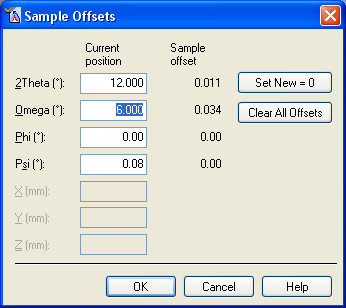 Sample Offsets
Current position
Sample offset
2Theta (°): 12.000 0.011 Set New = 0
Omega (°): 6.000 0.034 Clear All Offsets
Phi (°): 0.00 0.00
Psi (°): 0.08 0.00
X (mm):
Y (mm):
Z (mm):
OK Cancel Help